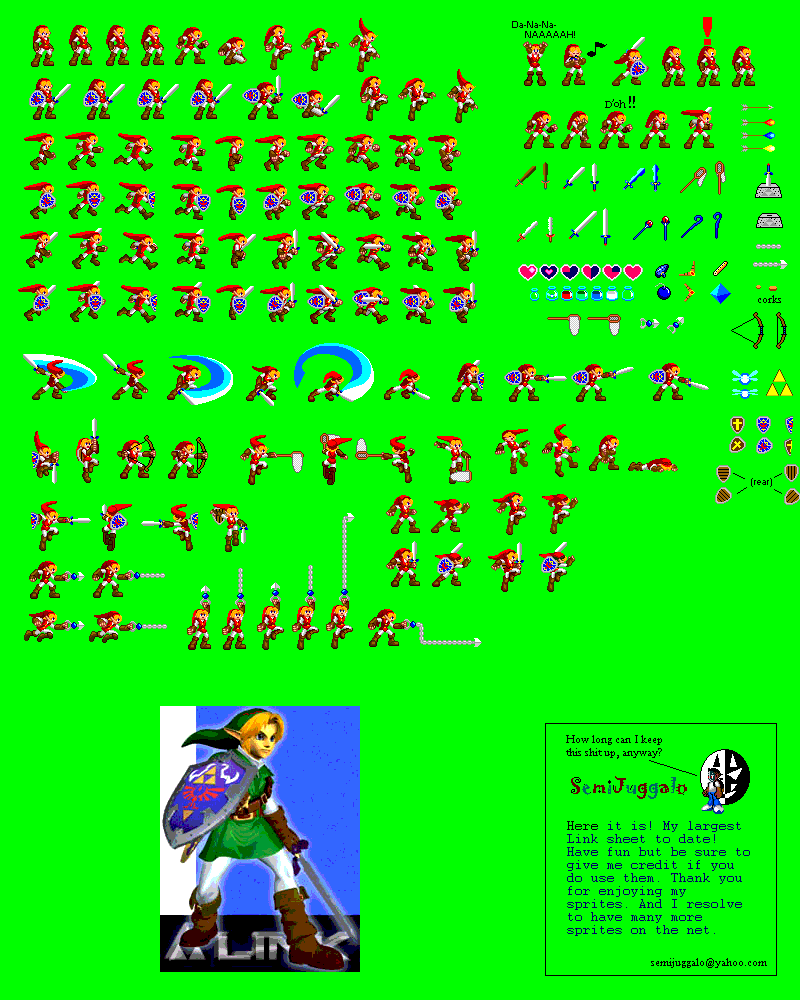 Da-Na-Na-
NAAAAAH!
!
D'oh!!
corks
(rear)
LINK
How long can I keep
this shit up, anyway?
SemiJuggalo
Here it is! My largest
Link sheet to date!
Have fun but be sure to
give me credit if you
do use them. Thank you
for enjoying my
sprites. And I resolve
to have many more
sprites on the net.
semijuggalo@yahoo.com